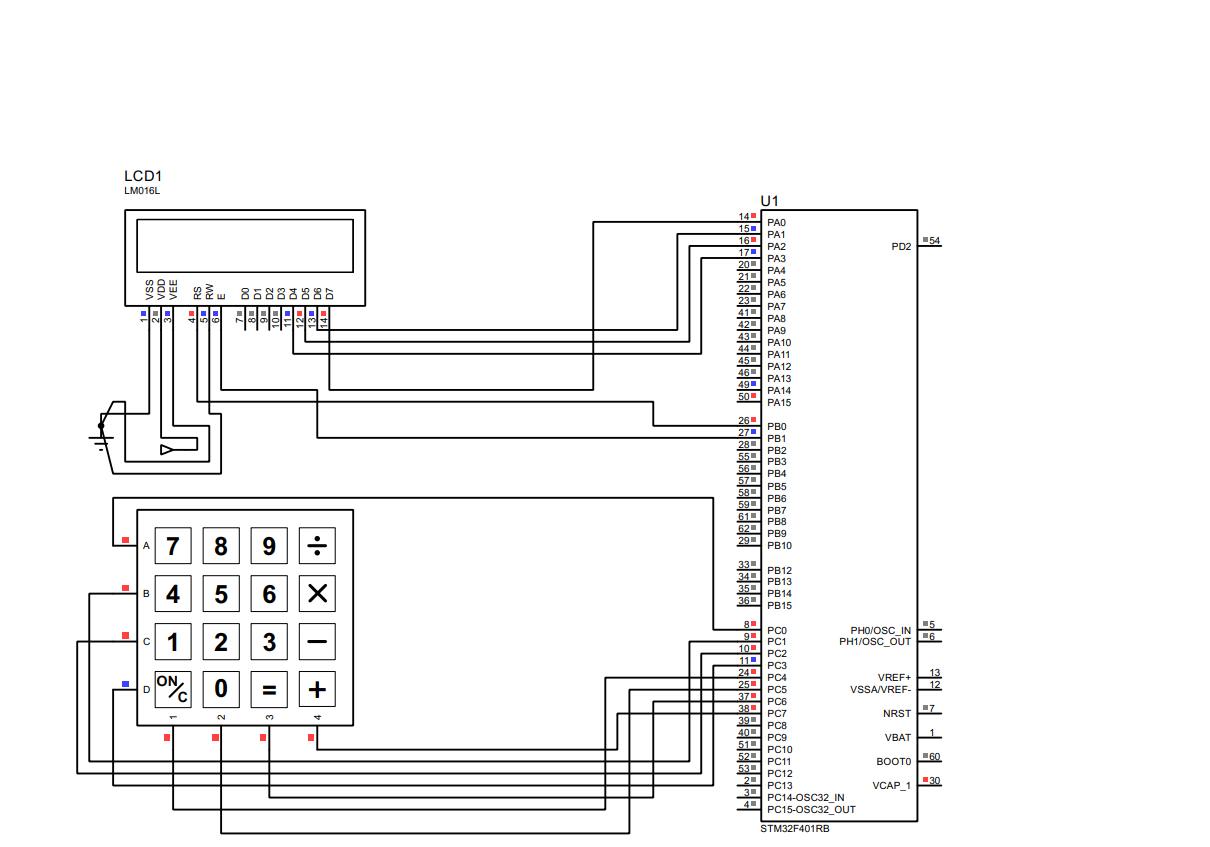 LCD1
LM016L
VSS VDD VEE RS RW E D0 D1 D2 D3 D4 D5 D6 D7
1 2 3 4 5 6 7 8 9 10 11 12 13 14
U1
14 PA0
15 PA1
16 PA2
17 PA3
20 PA4
21 PA5
22 PA6
23 PA7
41 PA8
42 PA9
43 PA10
44 PA11
45 PA12
46 PA13
49 PA14
50 PA15
26 PB0
27 PB1
28 PB2
55 PB3
56 PB4
57 PB5
58 PB6
59 PB7
61 PB8
62 PB9
29 PB10
33 PB12
34 PB13
35 PB14
36 PB15
8 PC0
9 PC1
10 PC2
11 PC3
24 PC4
25 PC5
37 PC6
38 PC7
39 PC8
40 PC9
51 PC10
52 PC11
53 PC12
2 PC13
3 PC14-OSC32_IN
4 PC15-OSC32_OUT
PD2 54
PH0/OSC_IN 5
PH1/OSC_OUT 6
VREF+ 13
VSSA/VREF- 12
NRST 7
VBAT 1
BOOT0 60
VCAP_1 30
STM32F401RB
A 7 8 9 ÷
B 4 5 6 ×
C 1 2 3 −
D ON/C 0 = +
1 2 3 4